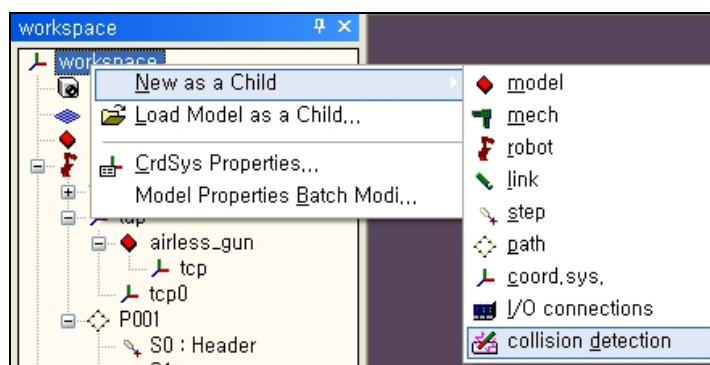 workspace
workspace
New as a Child
Load Model as a Child...
CrdSys Properties...
Model Properties Batch Modi...
model
mech
robot
link
step
path
coord.sys.
I/O connections
collision detection
airless_gun
tcp
tcp0
P001
S0 : Header